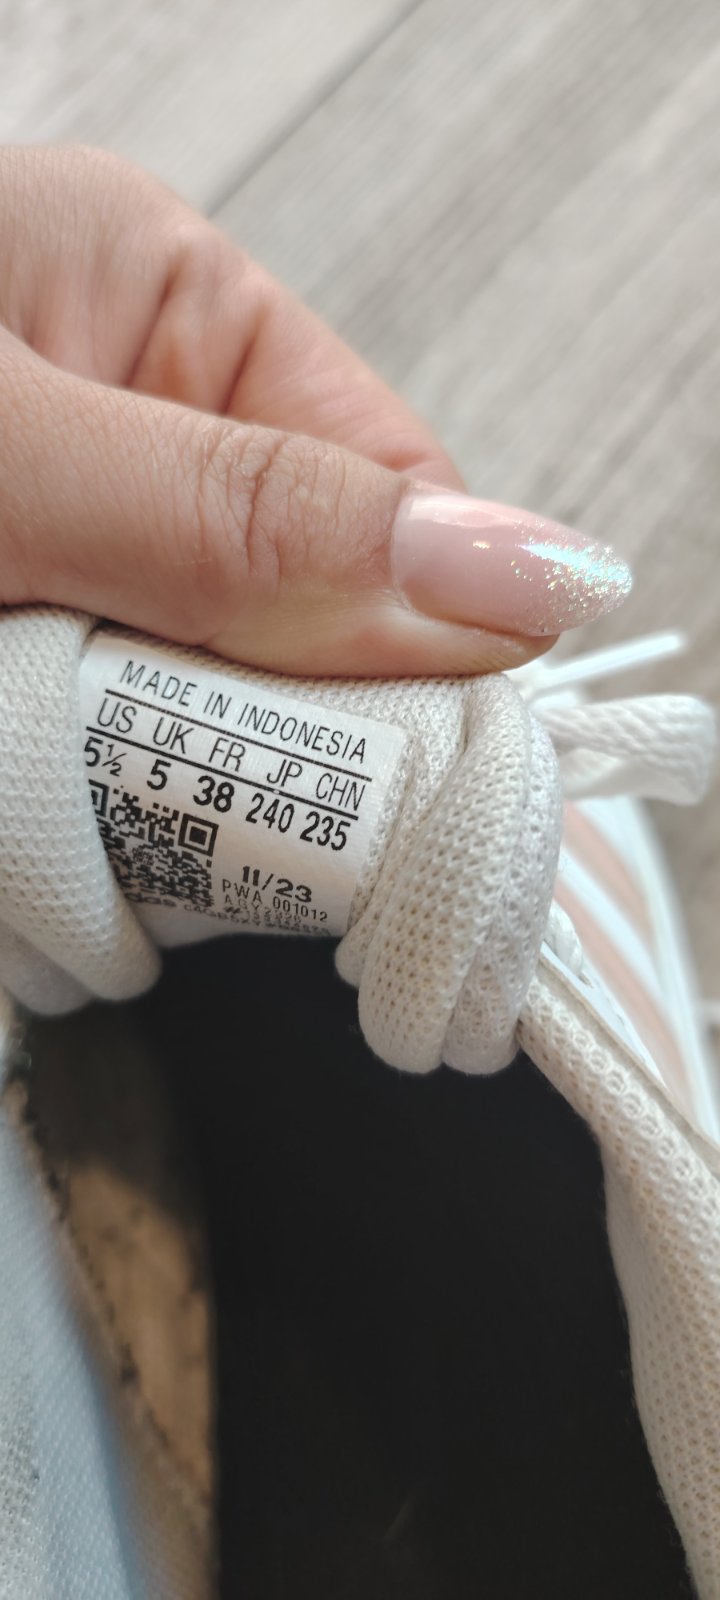 MADE IN INDONESIA
US UK FR JP CHN
5½ 5 38 240 235
11/23
PWA 001012